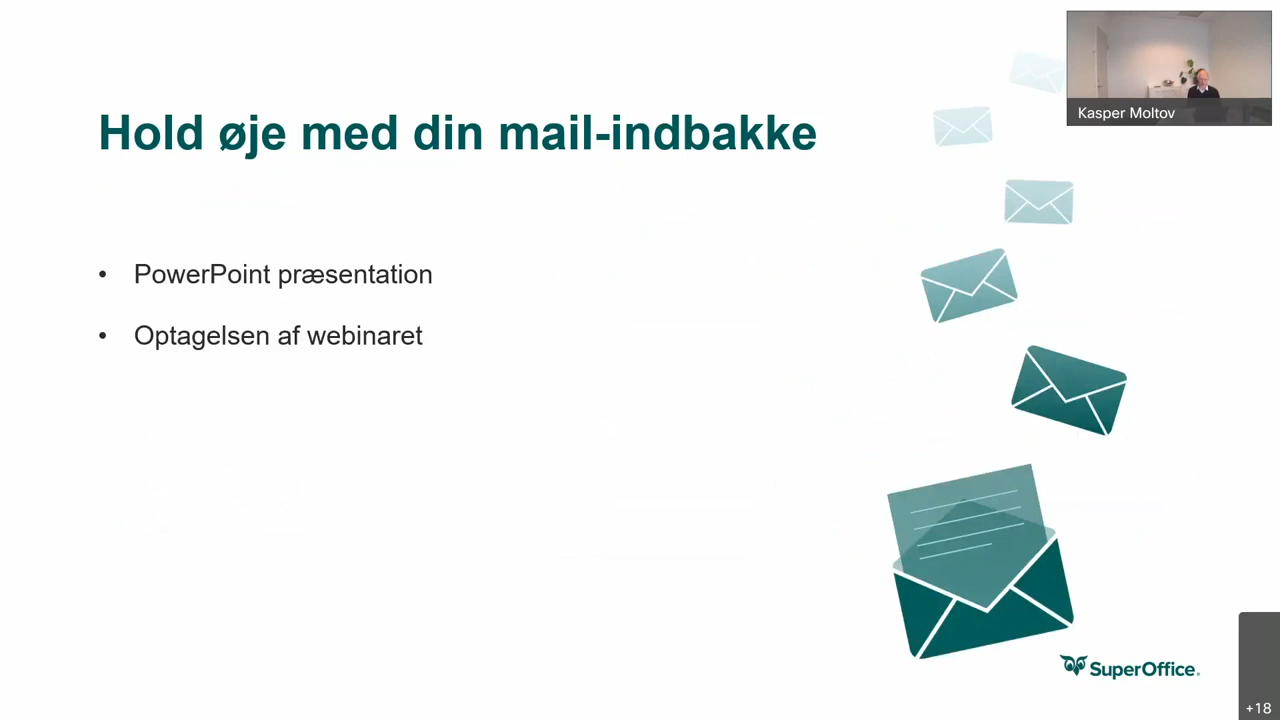 Hold øje med din mail-indbakke
• PowerPoint præsentation
• Optagelsen af webinaret
Kasper Moltov
SuperOffice.
+18